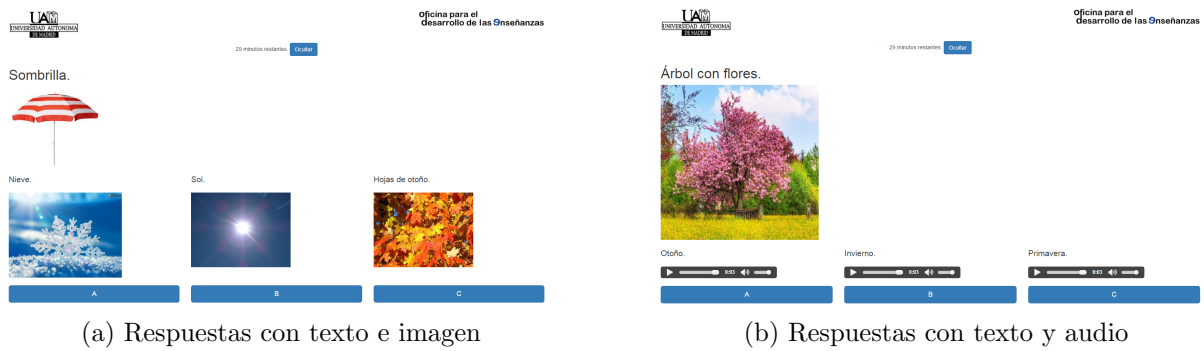 UAM
UNIVERSIDAD AUTONOMA
DE MADRID
Oficina para el
desarrollo de las Enseñanzas
29 minutos restantes. Ocultar
Sombrilla.
Nieve. Sol. Hojas de otoño.
A B C
(a) Respuestas con texto e imagen
UAM
UNIVERSIDAD AUTONOMA
DE MADRID
Oficina para el
desarrollo de las Enseñanzas
29 minutos restantes. Ocultar
Árbol con flores.
Otoño. Invierno. Primavera.
0:03 0:03 0:03
A B C
(b) Respuestas con texto y audio